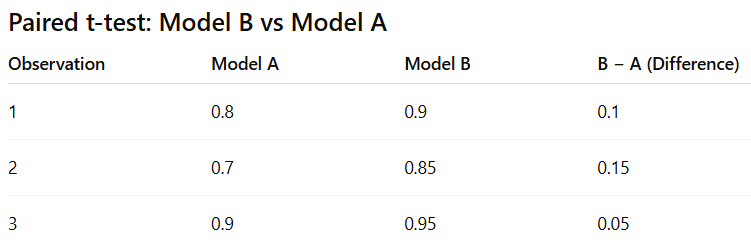 Paired t-test: Model B vs Model A
Observation Model A Model B B − A (Difference)
1 0.8 0.9 0.1
2 0.7 0.85 0.15
3 0.9 0.95 0.05